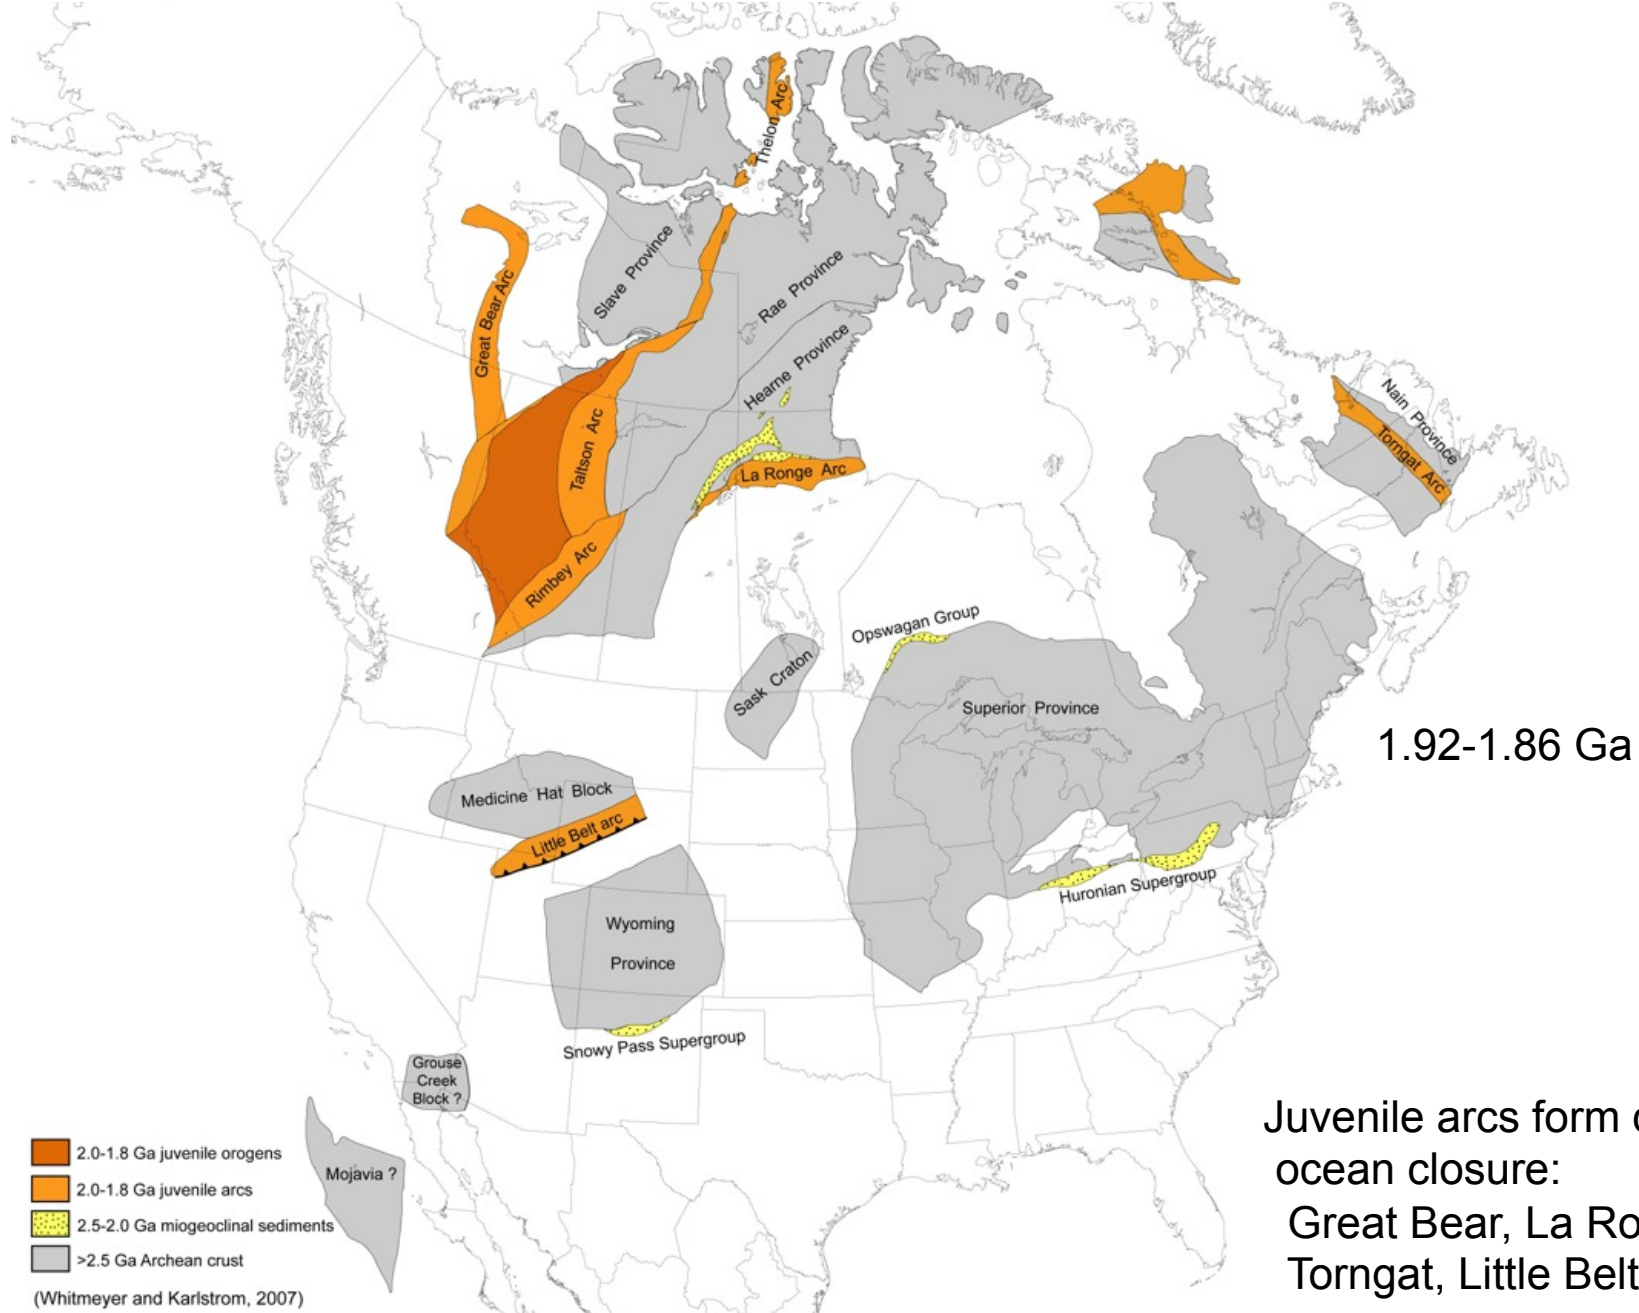 Thelon Arc
Slave Province
Rae Province
Great Bear Arc
Hearne Province
Nain Province
Taltson Arc
Torngat Arc
La Ronge Arc
Rimbey Arc
Opswagan Group
Sask Craton
Superior Province
1.92-1.86 Ga
Medicine Hat Block
Little Belt arc
Huronian Supergroup
Wyoming
Province
Snowy Pass Supergroup
Grouse
Creek
Block ?
Mojavia ?
2.0-1.8 Ga juvenile orogens
2.0-1.8 Ga juvenile arcs
2.5-2.0 Ga miogeoclinal sediments
>2.5 Ga Archean crust
(Whitmeyer and Karlstrom, 2007)
Juvenile arcs form
ocean closure:
Great Bear, La
Torngat, Little Belt